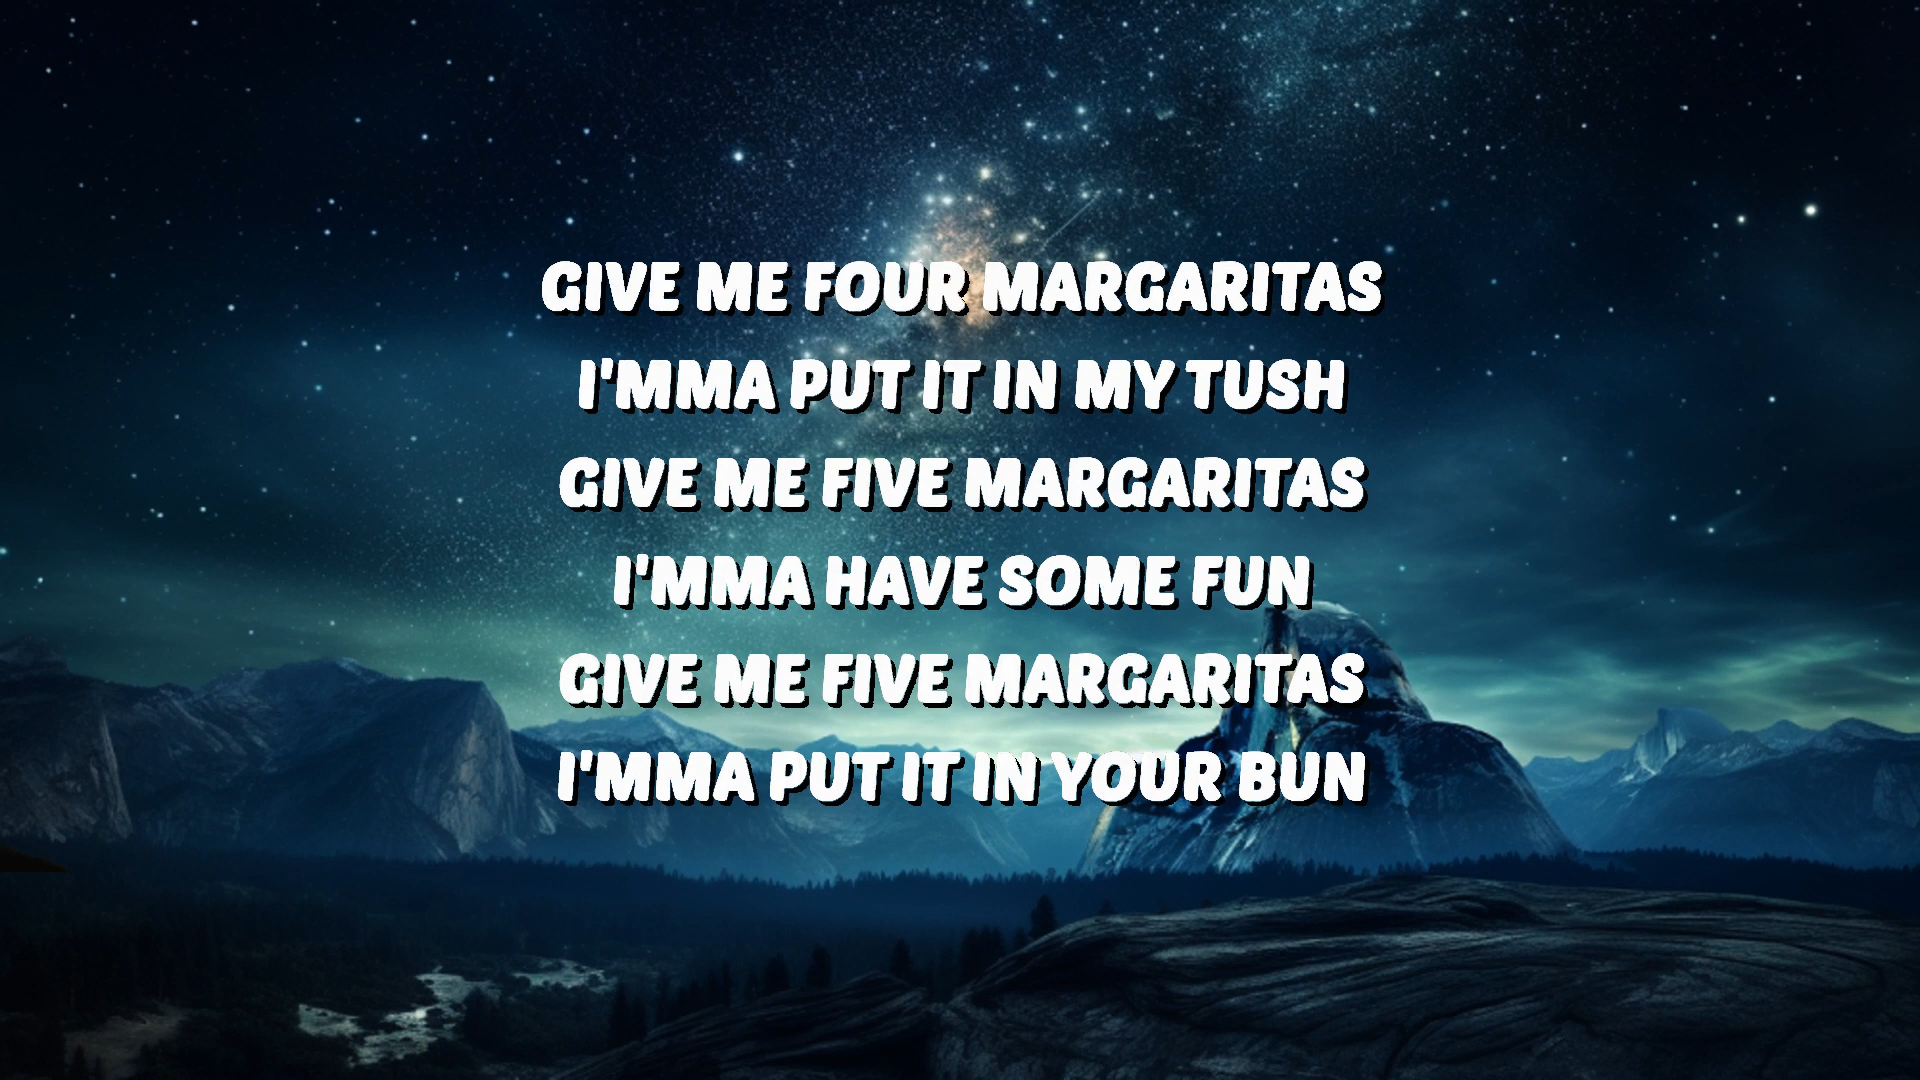 GIVE ME FOUR MARGARITAS
I'MMA PUT IT IN MY TUSH
GIVE ME FIVE MARGARITAS
I'MMA HAVE SOME FUN
GIVE ME FIVE MARGARITAS
I'MMA PUT IT IN YOUR BUN